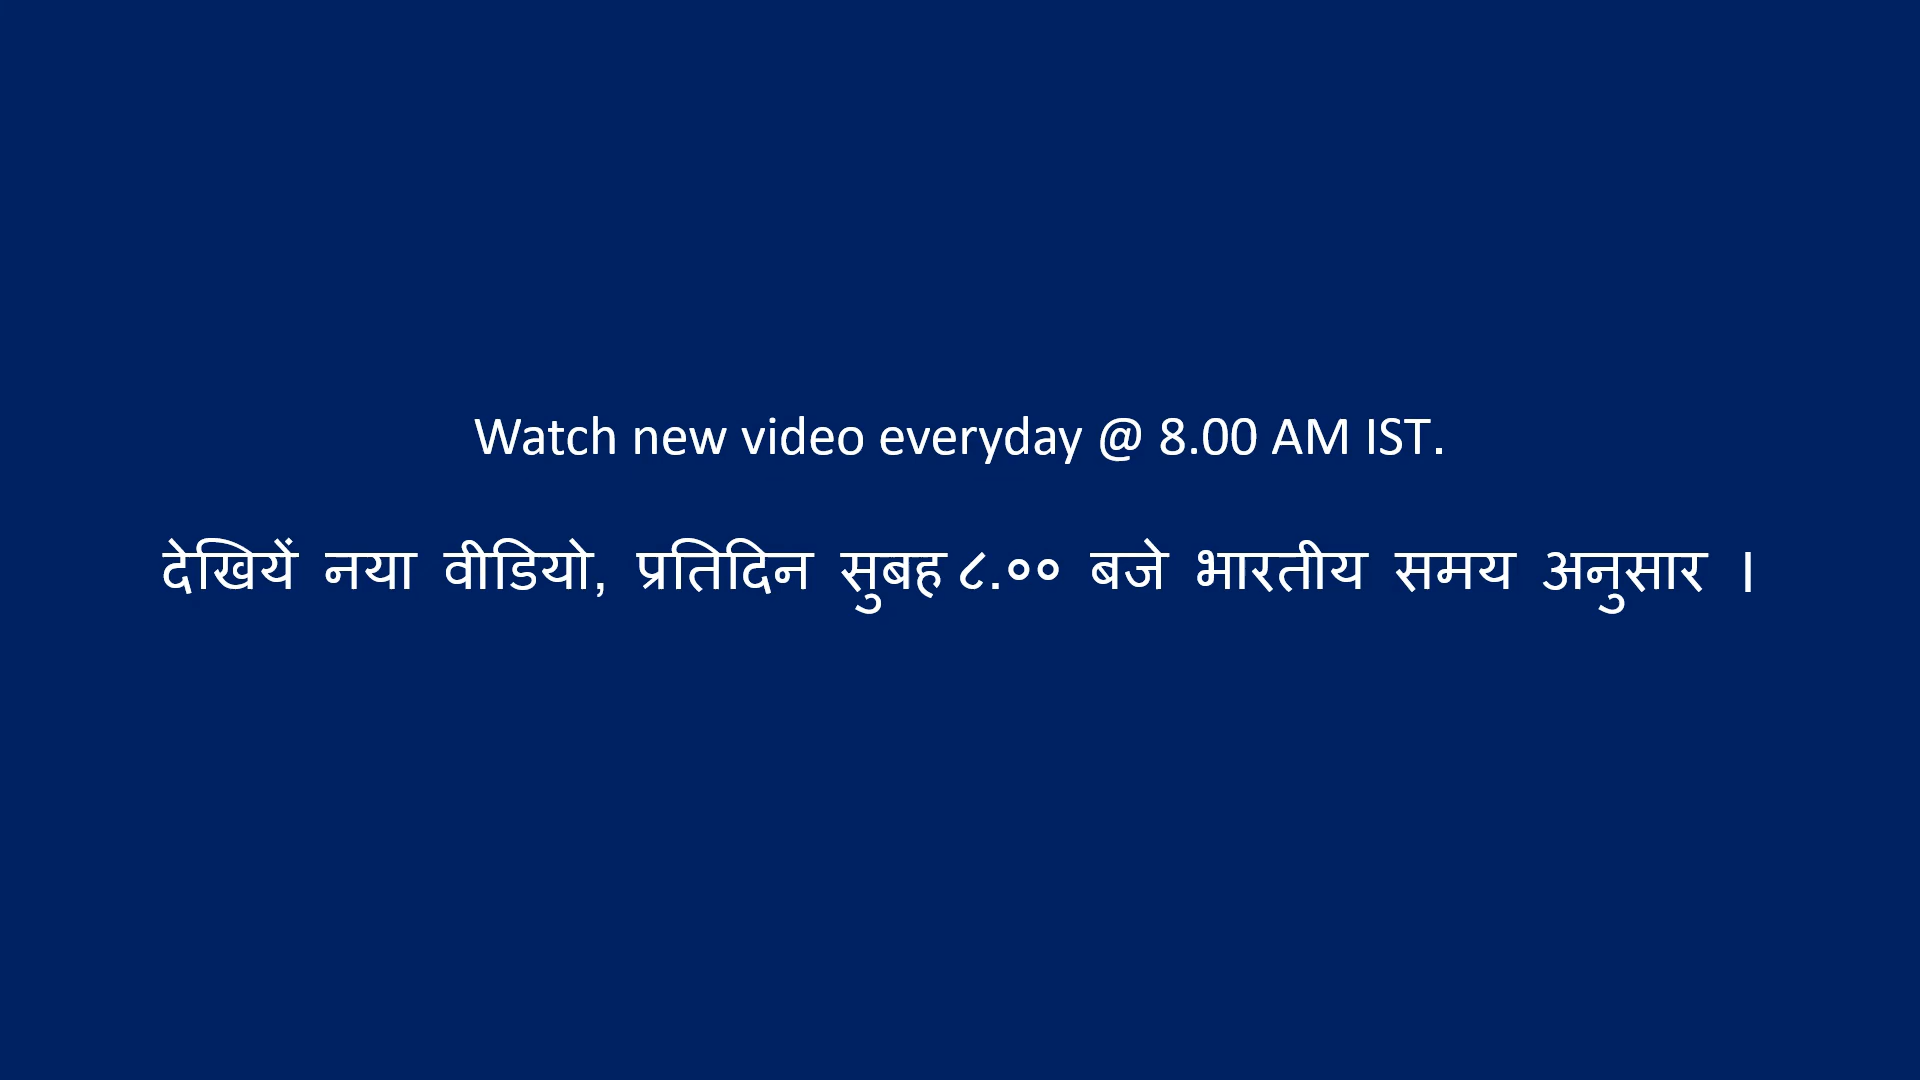 Watch new video everyday @ 8.00 AM IST.
देखियें नया वीडियो, प्रतिदिन सुबह ८.०० बजे भारतीय समय अनुसार ।